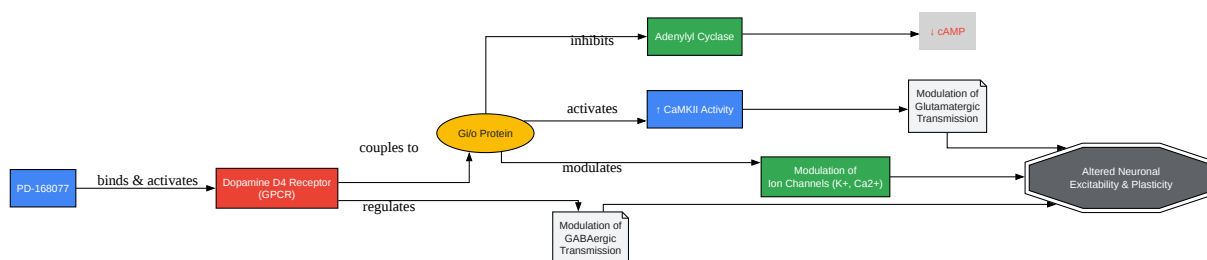 PD-168077
binds & activates
Dopamine D4 Receptor
(GPCR)
couples to
regulates
Gi/o Protein
inhibits
activates
modulates
Adenylyl Cyclase
↓ cAMP
↑ CaMKII Activity
Modulation of
Glutamatergic
Transmission
Modulation of
Ion Channels (K+, Ca2+)
Modulation of
GABAergic
Transmission
Altered Neuronal
Excitability & Plasticity